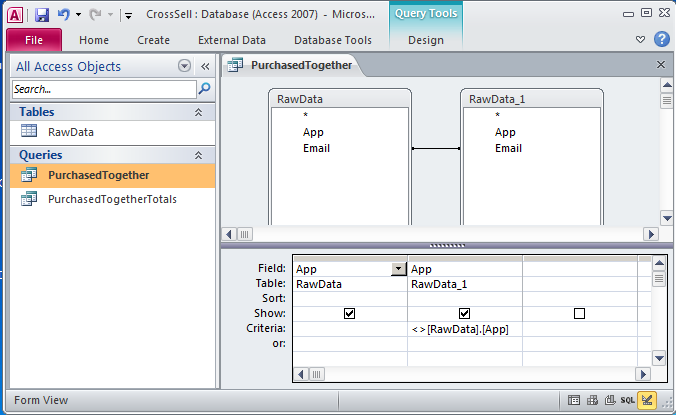 CrossSell : Database (Access 2007) - Micros... Query Tools
File Home Create External Data Database Tools Design
All Access Objects
Search...
Tables
RawData
Queries
PurchasedTogether
PurchasedTogetherTotals
PurchasedTogether
RawData RawData_1
* *
App App
Email Email
Field: App App
Table: RawData RawData_1
Sort:
Show:
Criteria: <>[RawData].[App]
or:
Form View SQL